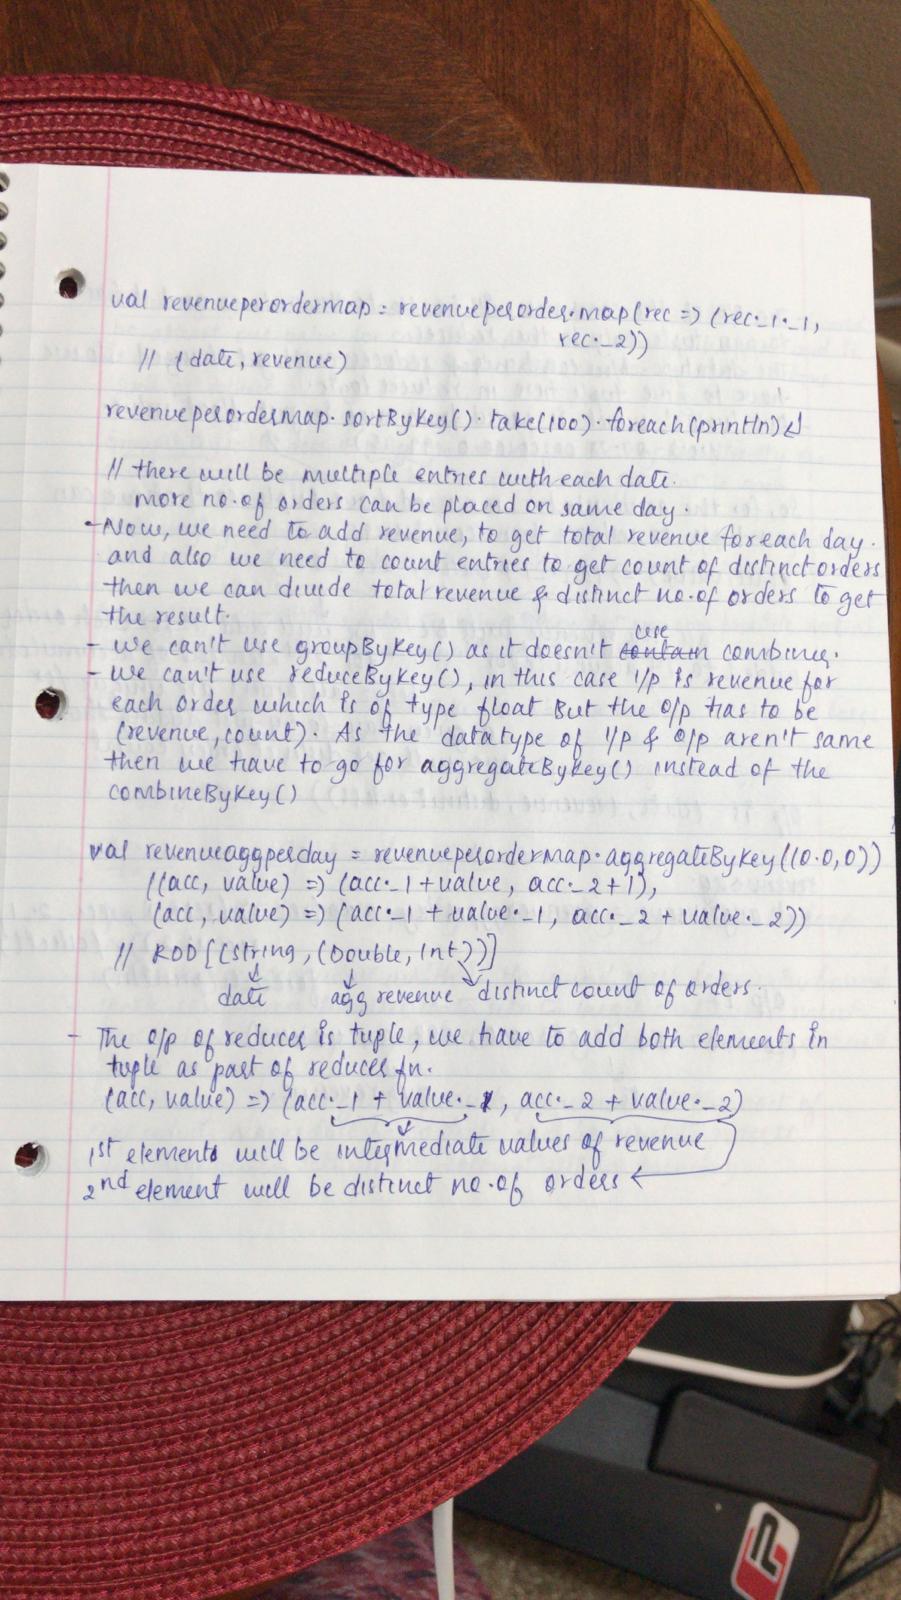 val revenueperordermap = revenueperorder.map(rec => (rec._1._1,
rec._2))
// (date, revenue)
revenueperordermap.sortByKey().take(100).foreach(println)
// there will be multiple entries with each date.
more no.of orders can be placed on same day.
- Now, we need to add revenue, to get total revenue foreach day.
and also we need to count entries to get count of distinct orders
then we can divide total revenue & distinct no.of orders to get
the result.
- we can't use groupByKey() as it doesn't use combiner.
- we can't use reduceByKey(), in this case i/p is revenue for
each order which is of type float But the o/p has to be
(revenue, count). As the datatype of i/p & o/p aren't same
then we have to go for aggregateByKey() instead of the
combineByKey()
val revenueaggperday = revenueperordermap.aggregateByKey((0.0,0))
((acc, value) => (acc._1+value, acc._2+1),
(acc, value) => (acc._1 + value._1, acc._2 + value._2))
// RDD[(String, (Double, Int))]
date agg revenue distinct count of orders.
- The o/p of reducer is tuple, we have to add both elements in
tuple as part of reducer fn.
(acc, value) => (acc._1 + value._1, acc._2 + value._2)
1st element will be intermediate values of revenue
2nd element will be distinct no.of orders